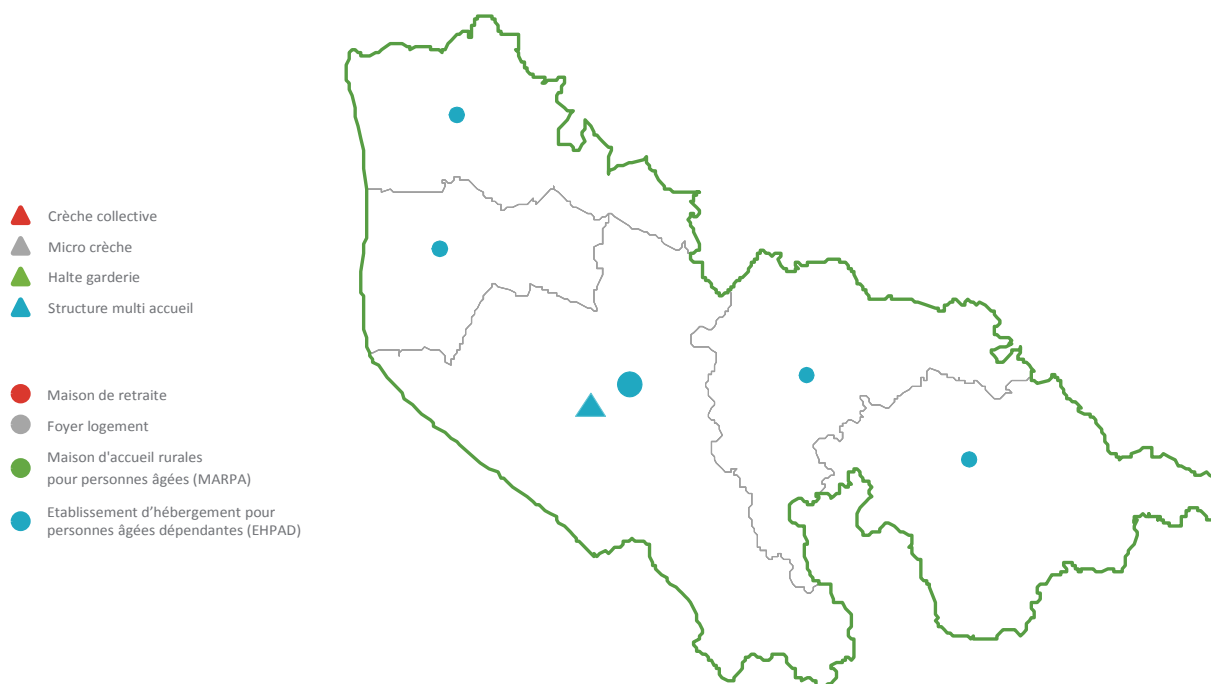 Crèche collective
Micro crèche
Halte garderie
Structure multi accueil
Maison de retraite
Foyer logement
Maison d'accueil rurales
pour personnes âgées (MARPA)
Etablissement d’hébergement pour
personnes âgées dépendantes (EHPAD)